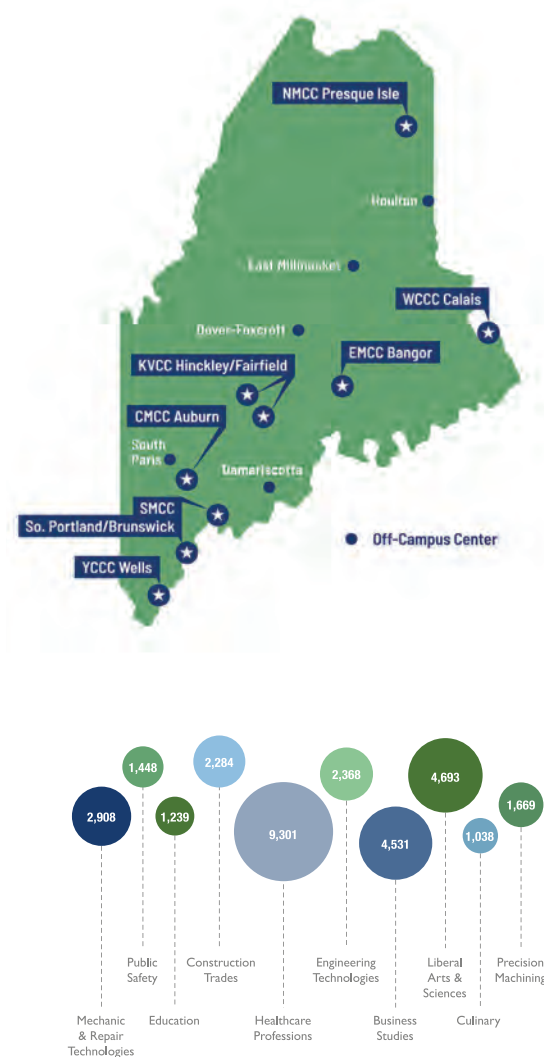 NMCC Presque Isle
Houlton
East Millinocket
WCCC Calais
Dover-Foxcroft
EMCC Bangor
KVCC Hinckley/Fairfield
CMCC Auburn
South
Paris
Damariscotta
SMCC
So. Portland/Brunswick
Off-Campus Center
YCCC Wells
1,448
2,284
2,368
4,693
2,908
1,239
9,301
4,531
1,038
1,669
Public
Safety
Construction
Trades
Engineering
Technologies
Liberal
Arts &
Sciences
Precision
Machining
Mechanic
& Repair
Technologies
Education
Healthcare
Professions
Business
Studies
Culinary